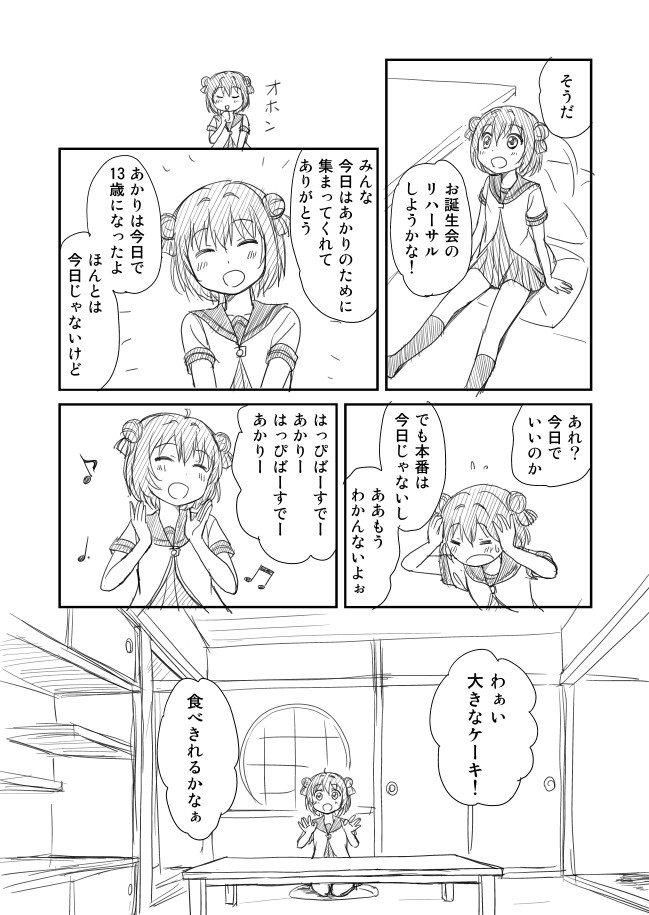 そうだ
お誕生会の
リハーサル
しようかな！
オホン
みんな
今日はあかりのために
集まってくれて
ありがとう
あかりは今日で
13歳になったよ
ほんとは
今日じゃないけど
あれ？
今日で
いいのか
でも本番は
今日じゃないし
ああもう
わかんないよぉ
はっぴばーすでー
あかりー
はっぴばーすでー
あかりー
わぁい
大きなケーキ！
食べきれるかなぁ